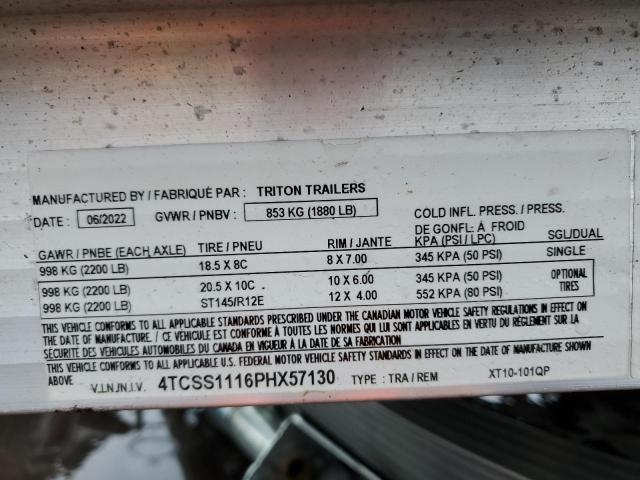 MANUFACTURED BY / FABRIQUÉ PAR : TRITON TRAILERS
DATE : 06/2022 GVWR / PNBV : 853 KG (1880 LB) COLD INFL. PRESS. / PRESS.
DE GONFL: À FROID
GAWR / PNBE (EACH AXLE) TIRE / PNEU RIM / JANTE KPA (PSI / LPC) SGL/DUAL
998 KG (2200 LB) 18.5 X 8C 8 X 7.00 345 KPA (50 PSI) SINGLE
998 KG (2200 LB) 20.5 X 10C 10 X 6.00 345 KPA (50 PSI) OPTIONAL
998 KG (2200 LB) ST145/R12E 12 X 4.00 552 KPA (80 PSI) TIRES
THIS VEHICLE CONFORMS TO ALL APPLICABLE STANDARDS PRESCRIBED UNDER THE CANADIAN MOTOR VEHICLE SAFETY REGULATIONS IN EFFECT ON
THE DATE OF MANUFACTURE. / CE VÉHICULE EST CONFORME À TOUTES LES NORMES QUI LUI SONT APPLICABLES EN VERTU DU RÈGLEMENT SUR LA
SÉCURITÉ DES VÉHICULES AUTOMOBILES DU CANADA EN VIGUEUR À LA DATE DE SA FABRICATION
THIS VEHICLE CONFORMS TO ALL APPLICABLE U.S. FEDERAL MOTOR VEHICLE SAFETY STANDARDS IN EFFECT ON THE DATE OF MANUFACTURE SHOWN
ABOVE
V.I.N./N.I.V. 4TCSS1116PHX57130 TYPE : TRA / REM XT10-101QP